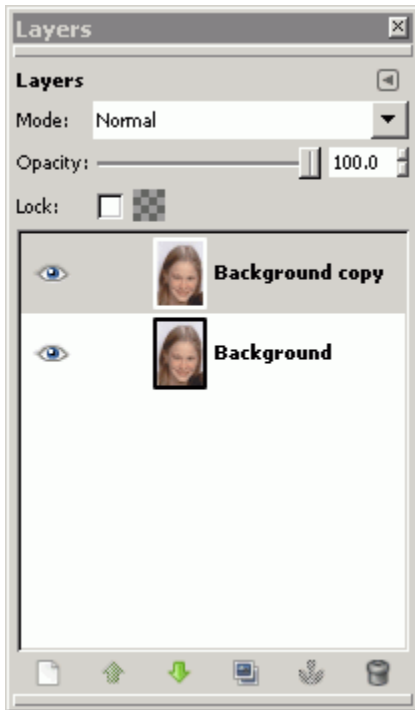 Layers
Layers
Mode: Normal
Opacity: 100.0
Lock:
Background copy
Background